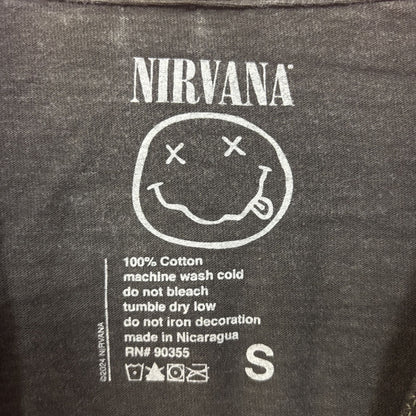 NIRVANA
100% Cotton
machine wash cold
do not bleach
tumble dry low
do not iron decoration
made in Nicaragua
RN# 90355
S
©2024 NIRVANA